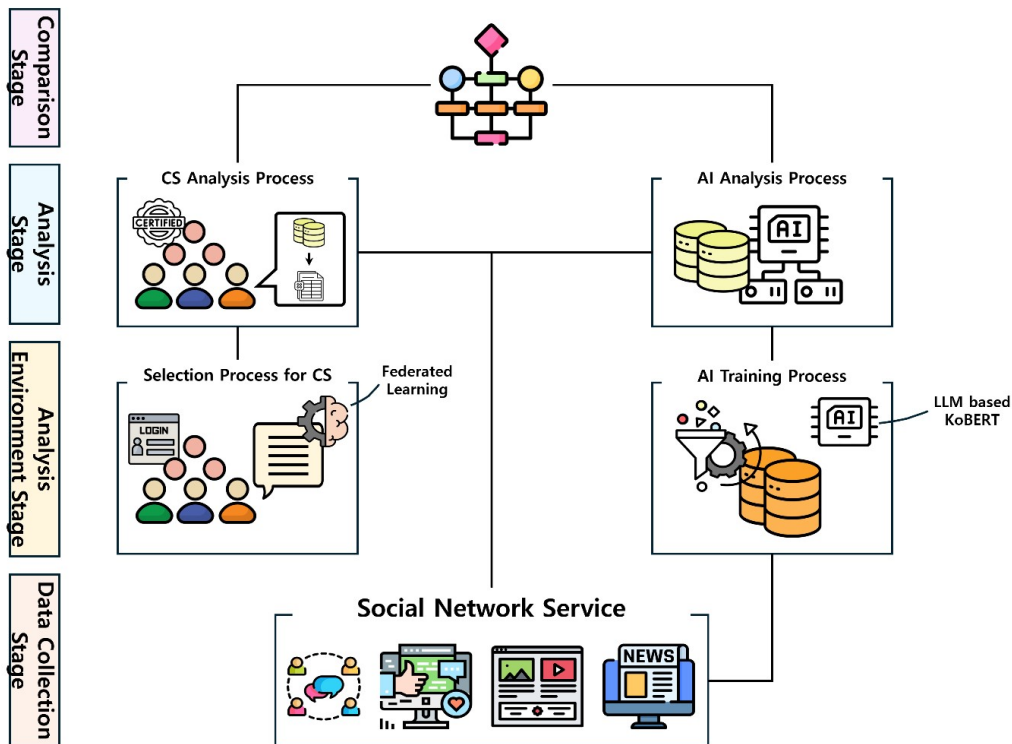 Comparison
Stage
CS Analysis Process
CERTIFIED
AI Analysis Process
AI
Analysis
Stage
Selection Process for CS
LOGIN
Federated
Learning
AI Training Process
AI
LLM based
KoBERT
Analysis
Environment Stage
Social Network Service
NEWS
Data Collection
Stage